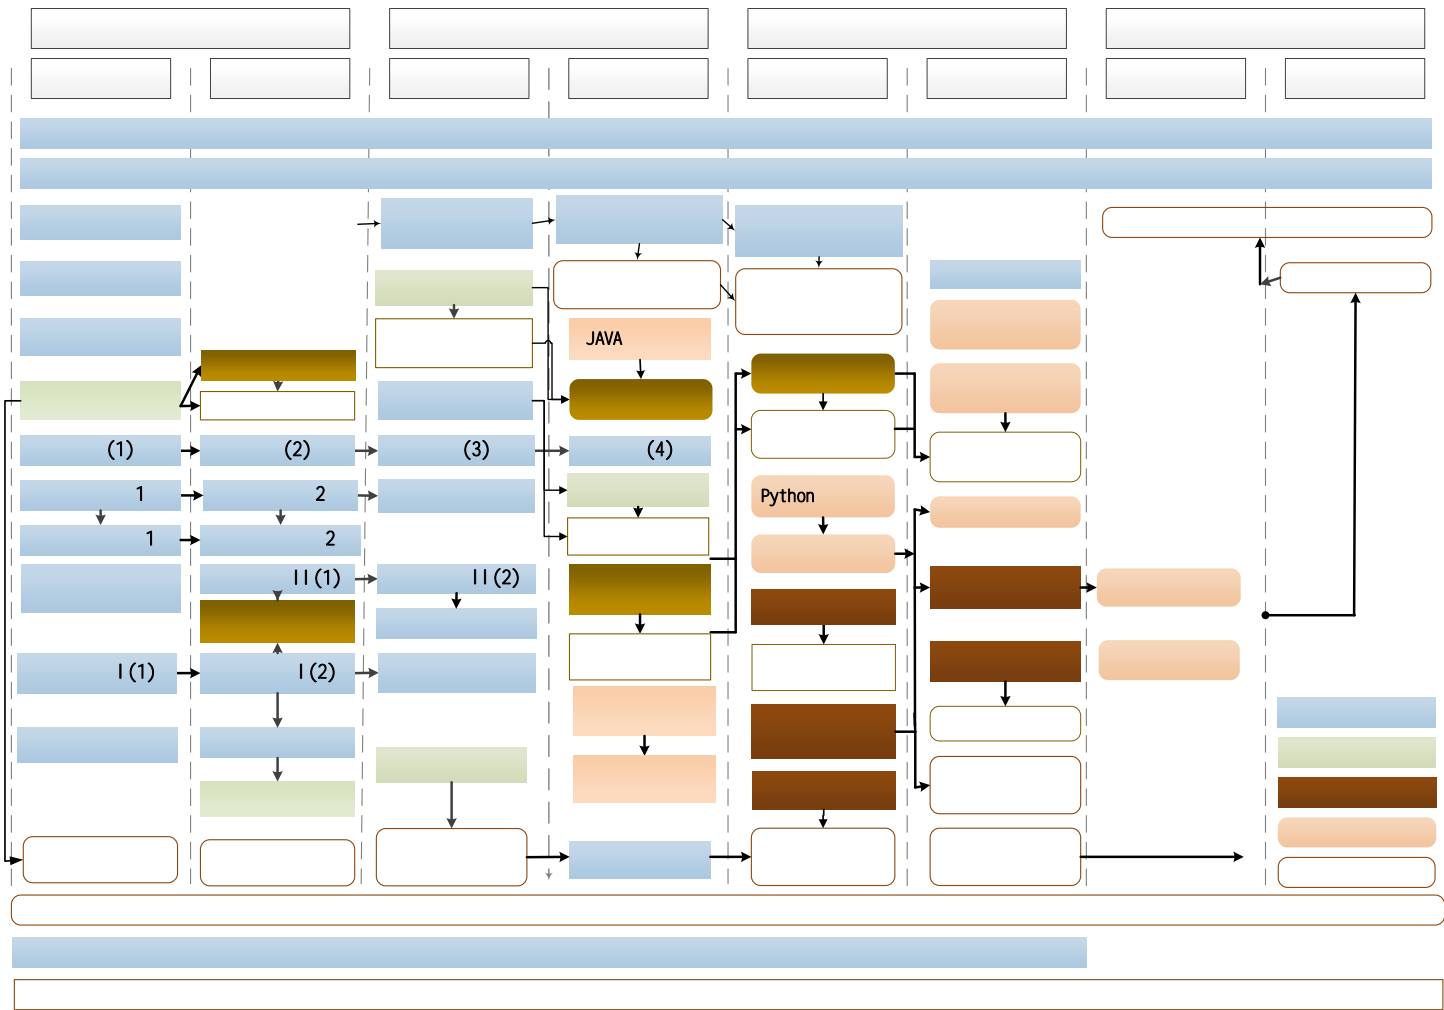 JAVA
(1)
(2)
(3)
(4)
1
2
Python
1
2
II(1)
II(2)
I(1)
I(2)